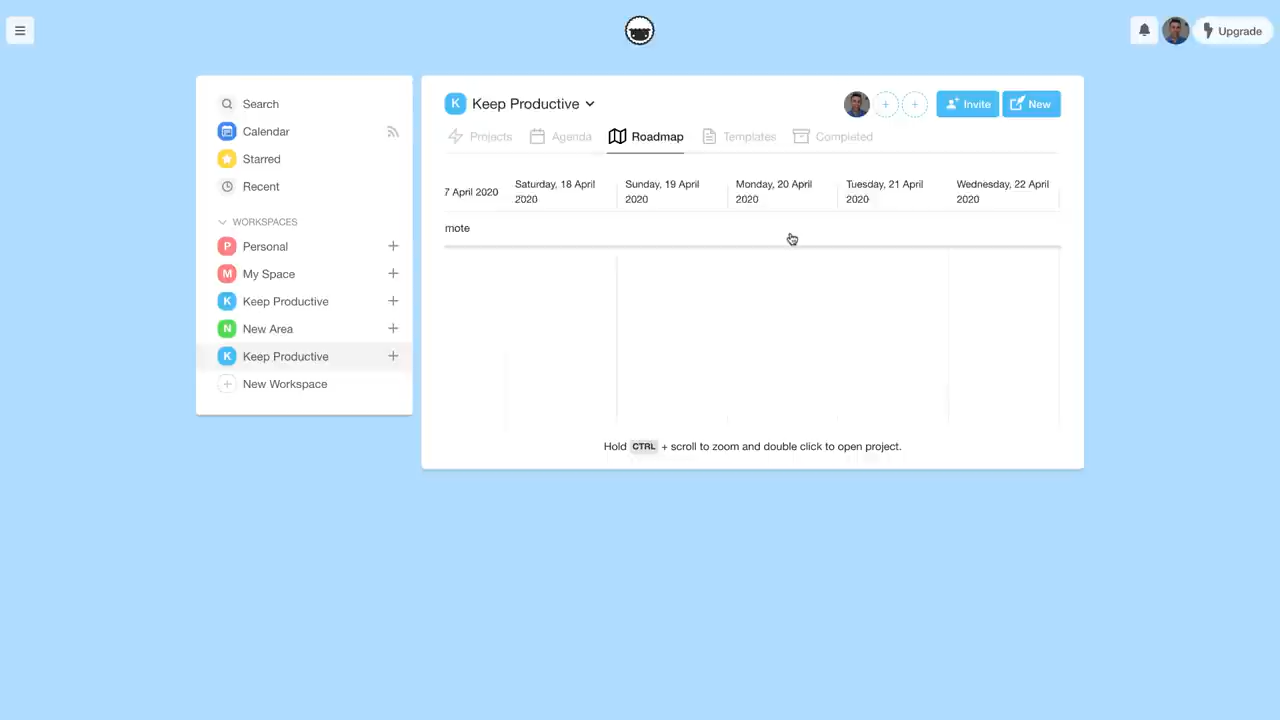 Upgrade
Search
Calendar
Starred
Recent
WORKSPACES
P Personal
M My Space
K Keep Productive
N New Area
K Keep Productive
New Workspace
K Keep Productive
Invite
New
Projects
Agenda
Roadmap
Templates
Completed
7 April 2020
Saturday, 18 April
2020
Sunday, 19 April
2020
Monday, 20 April
2020
Tuesday, 21 April
2020
Wednesday, 22 April
2020
mote
Hold CTRL + scroll to zoom and double click to open project.